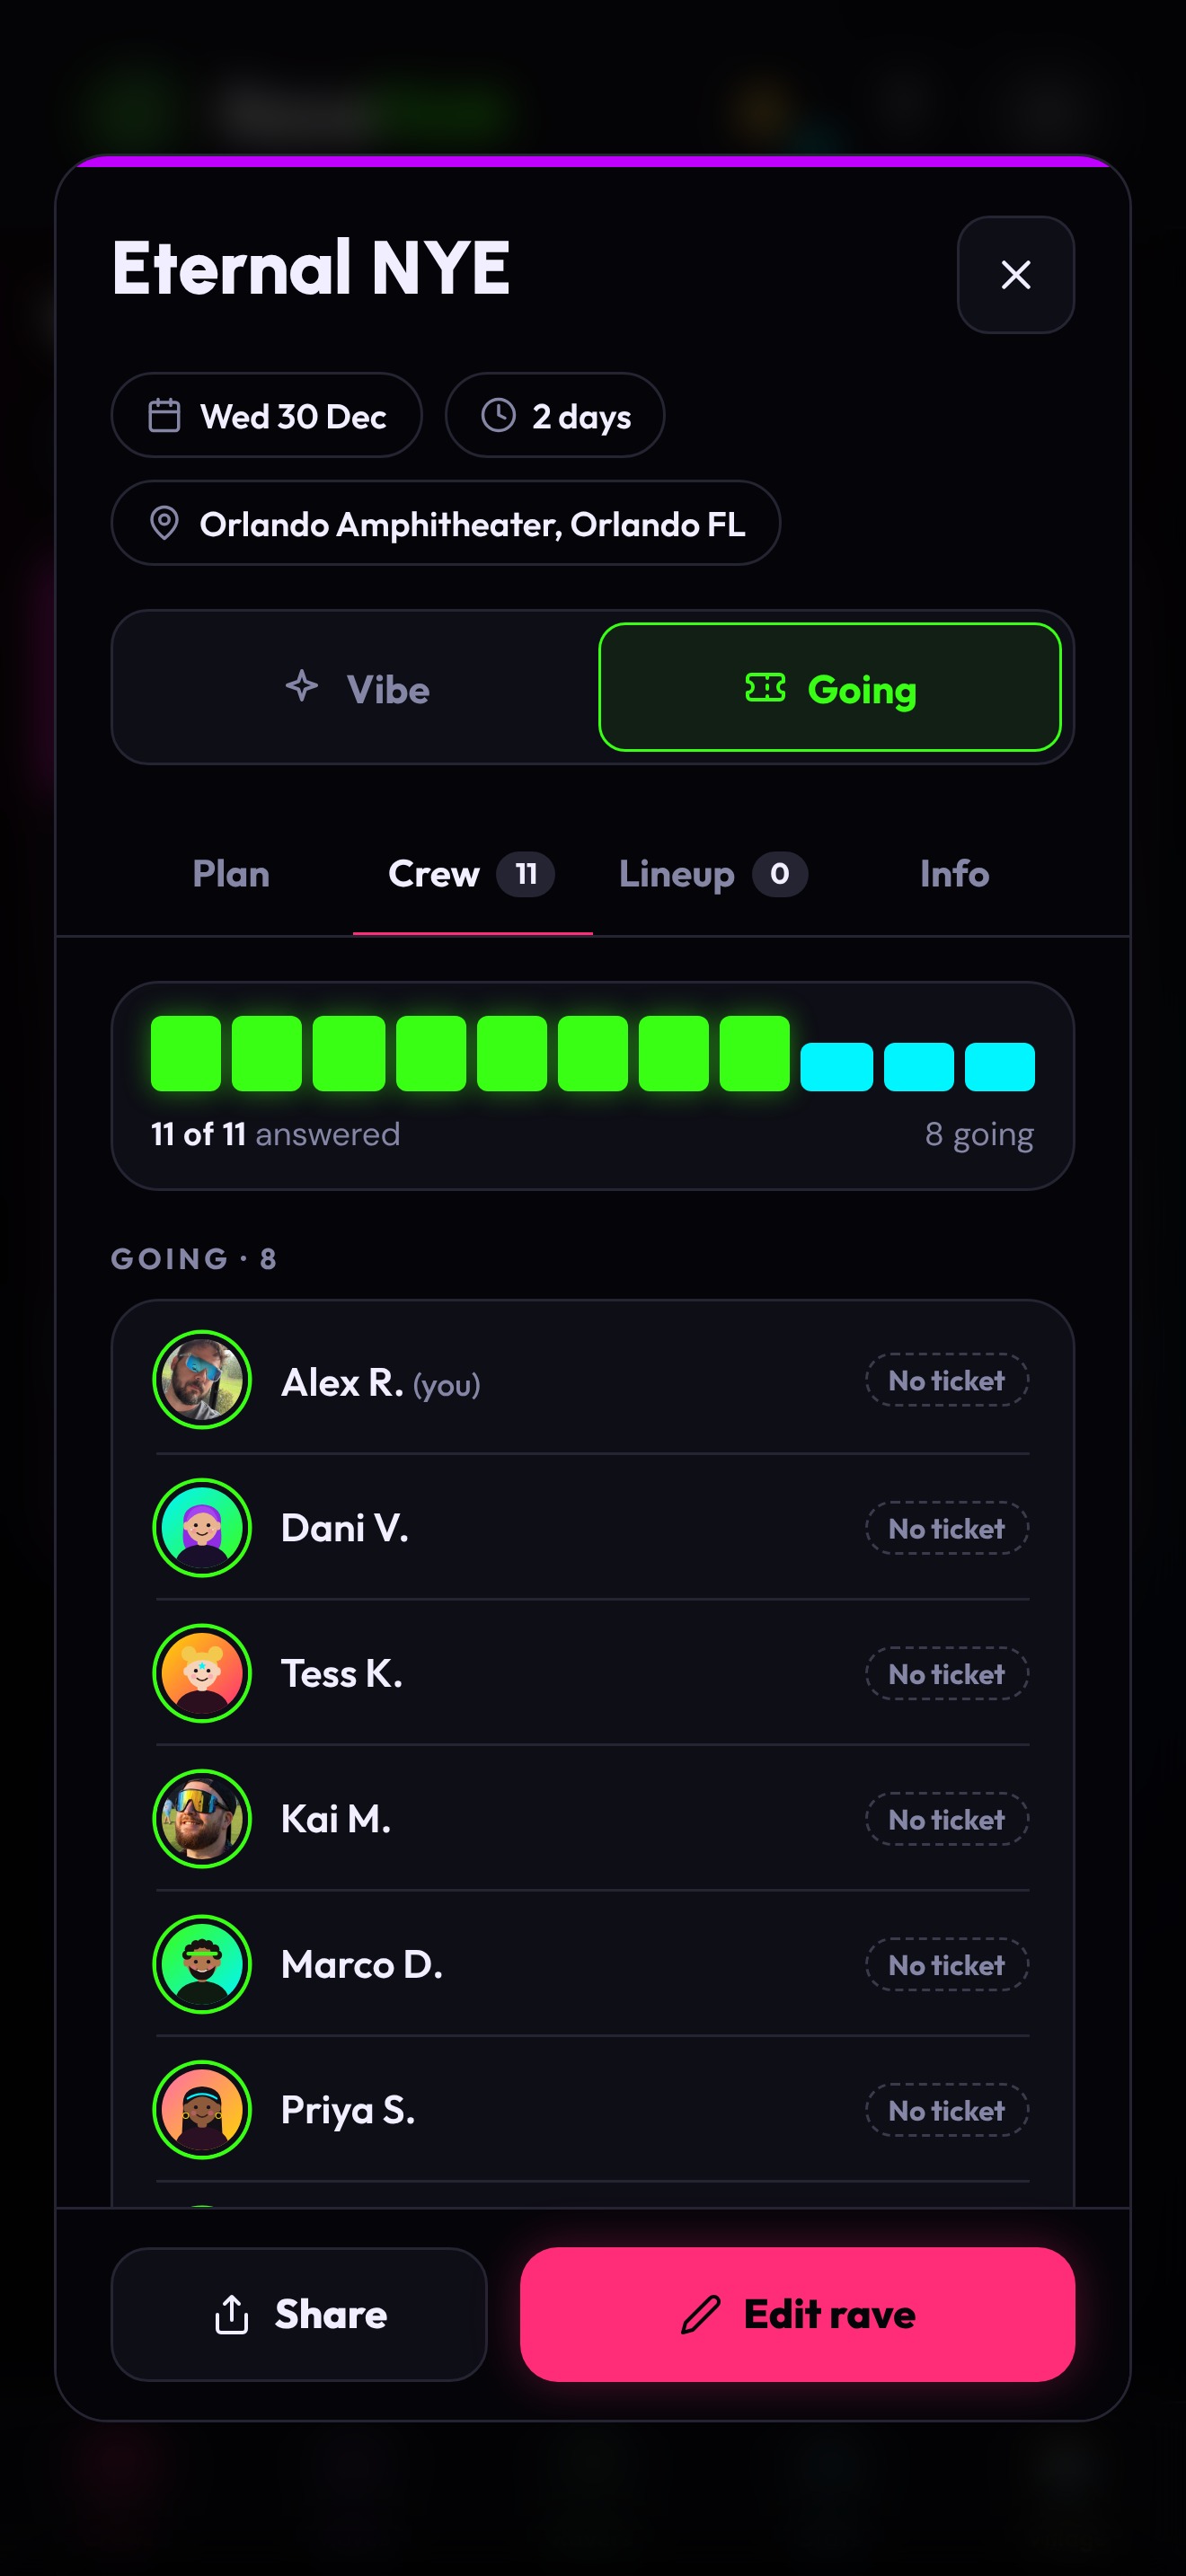 Eternal NYE
Wed 30 Dec
2 days
Orlando Amphitheater, Orlando FL
Vibe
Going
Plan
Crew 11
Lineup 0
Info
11 of 11 answered
8 going
GOING · 8
Alex R. (you)
No ticket
Dani V.
No ticket
Tess K.
No ticket
Kai M.
No ticket
Marco D.
No ticket
Priya S.
No ticket
Share
Edit rave